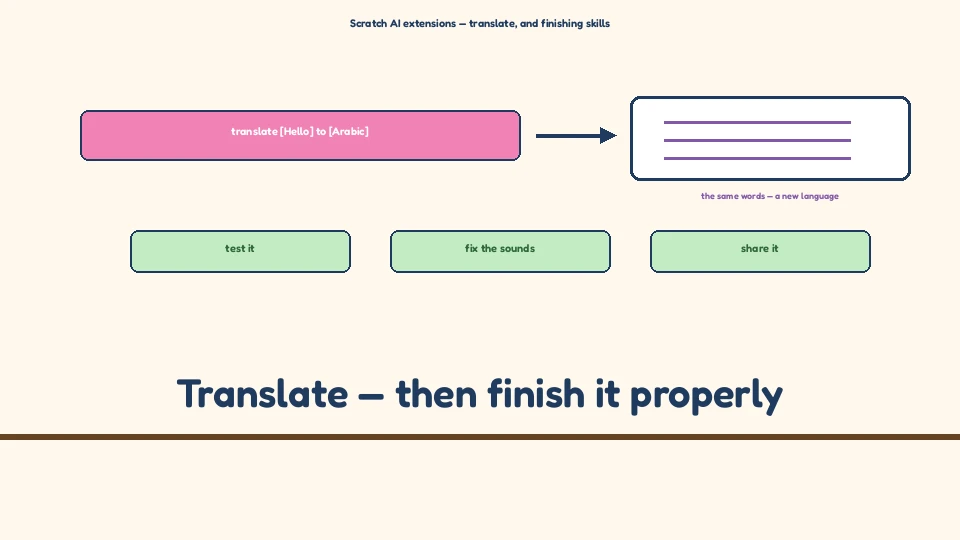 Scratch AI extensions — translate, and finishing skills
translate [Hello] to [Arabic]
the same words — a new language
test it
fix the sounds
share it
Translate — then finish it properly